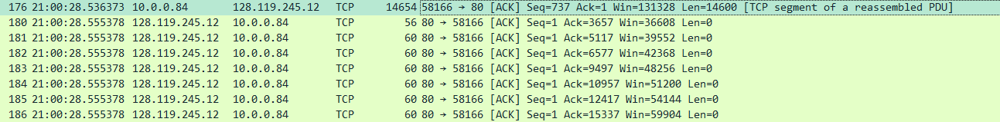 176 21:00:28.536373 10.0.0.84 128.119.245.12 TCP 14654 58166 → 80 [ACK] Seq=737 Ack=1 Win=131328 Len=14600 [TCP segment of a reassembled PDU]
180 21:00:28.555378 128.119.245.12 10.0.0.84 TCP 56 80 → 58166 [ACK] Seq=1 Ack=3657 Win=36608 Len=0
181 21:00:28.555378 128.119.245.12 10.0.0.84 TCP 60 80 → 58166 [ACK] Seq=1 Ack=5117 Win=39552 Len=0
182 21:00:28.555378 128.119.245.12 10.0.0.84 TCP 60 80 → 58166 [ACK] Seq=1 Ack=6577 Win=42368 Len=0
183 21:00:28.555378 128.119.245.12 10.0.0.84 TCP 60 80 → 58166 [ACK] Seq=1 Ack=9497 Win=48256 Len=0
184 21:00:28.555378 128.119.245.12 10.0.0.84 TCP 60 80 → 58166 [ACK] Seq=1 Ack=10957 Win=51200 Len=0
185 21:00:28.555378 128.119.245.12 10.0.0.84 TCP 60 80 → 58166 [ACK] Seq=1 Ack=12417 Win=54144 Len=0
186 21:00:28.555378 128.119.245.12 10.0.0.84 TCP 60 80 → 58166 [ACK] Seq=1 Ack=15337 Win=59904 Len=0